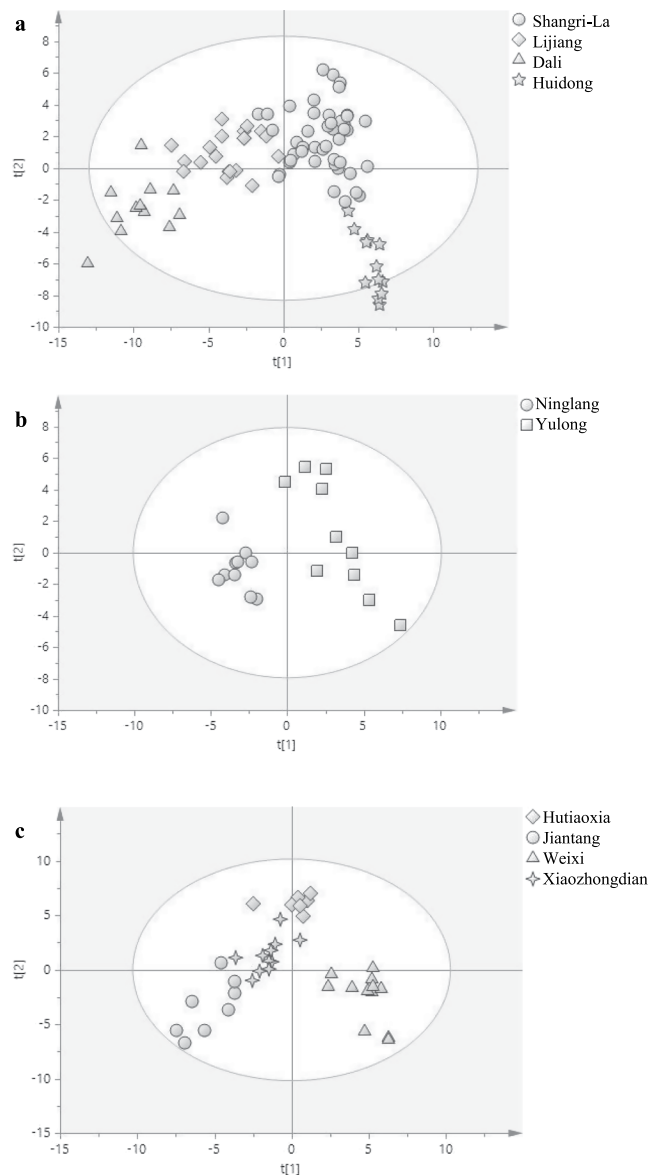 a
Shangri-La
Lijiang
Dali
Huidong
8
6
4
2
0
-2
-4
-6
-8
-10
t[2]
-15
-10
-5
0
5
10
t[1]
b
Ninglang
Yulong
8
6
4
2
0
-2
-4
-6
-8
-10
t[2]
-15
-10
-5
0
5
10
t[1]
c
Hutiaoxia
Jiantang
Weixi
Xiaozhongdian
10
5
0
-5
-10
-15
t[2]
-15
-10
-5
0
5
10
t[1]